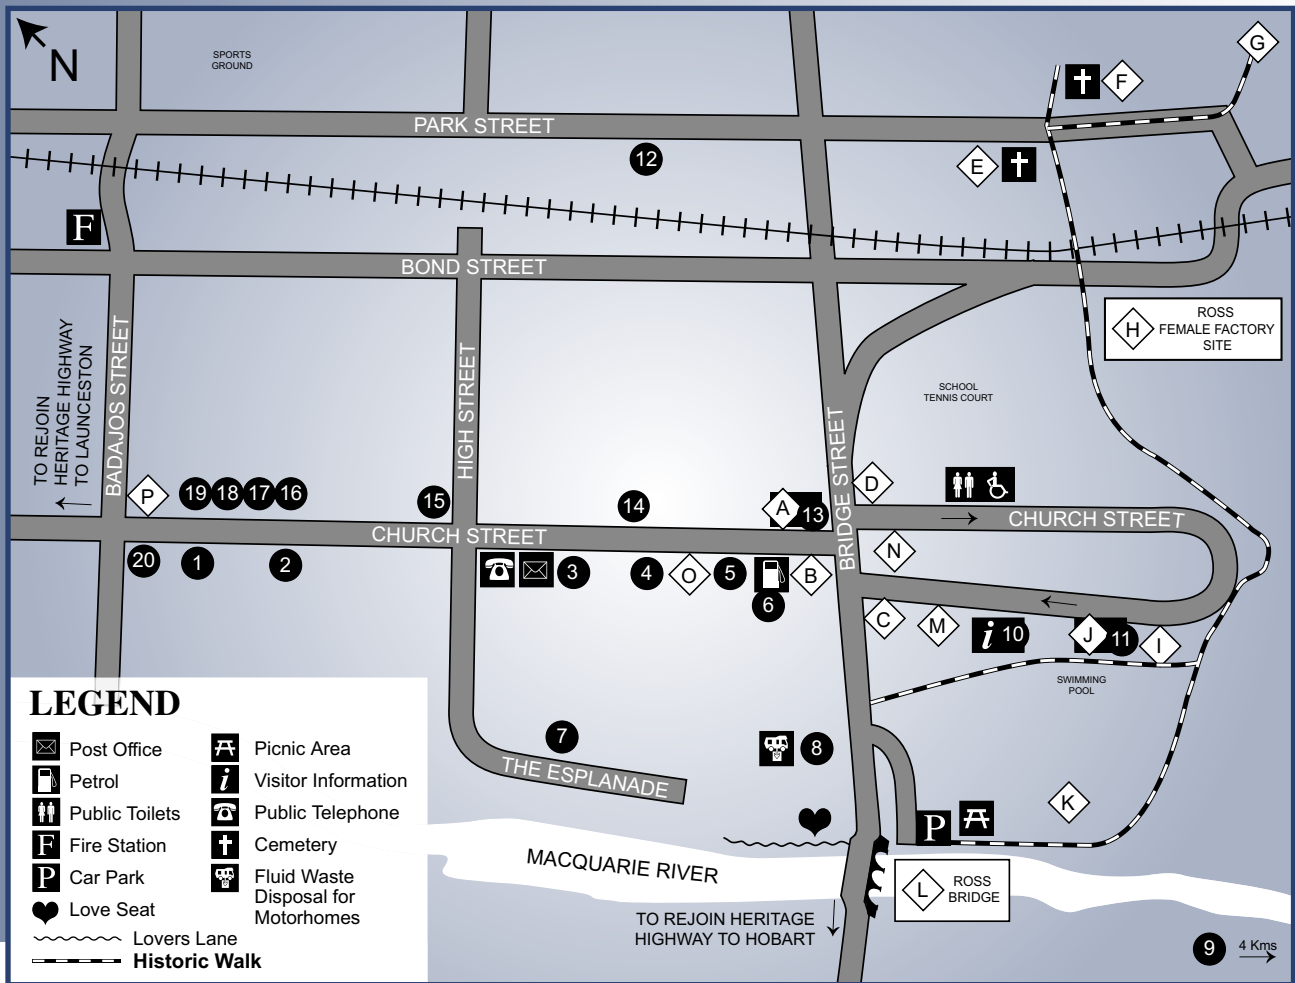 N
SPORTS
GROUND
G
F
PARK STREET
12
E
F
BOND STREET
H
ROSS
FEMALE FACTORY
SITE
TO REJOIN
HERITAGE HIGHWAY
TO LAUNCESTON
BADAJOS STREET
HIGH STREET
BRIDGE STREET
SCHOOL
TENNIS COURT
P
19
18
17
16
15
14
A
13
D
CHURCH STREET
CHURCH STREET
N
20
1
2
3
4
O
5
6
B
C
M
i
10
J
11
I
SWIMMING
POOL
7
THE ESPLANADE
8
K
P
MACQUARIE RIVER
L
ROSS
BRIDGE
TO REJOIN HERITAGE
HIGHWAY TO HOBART
9
4 Kms
LEGEND
Post Office
Petrol
Public Toilets
F Fire Station
P Car Park
Love Seat
Lovers Lane
Historic Walk
Picnic Area
i Visitor Information
Public Telephone
Cemetery
Fluid Waste
Disposal for
Motorhomes